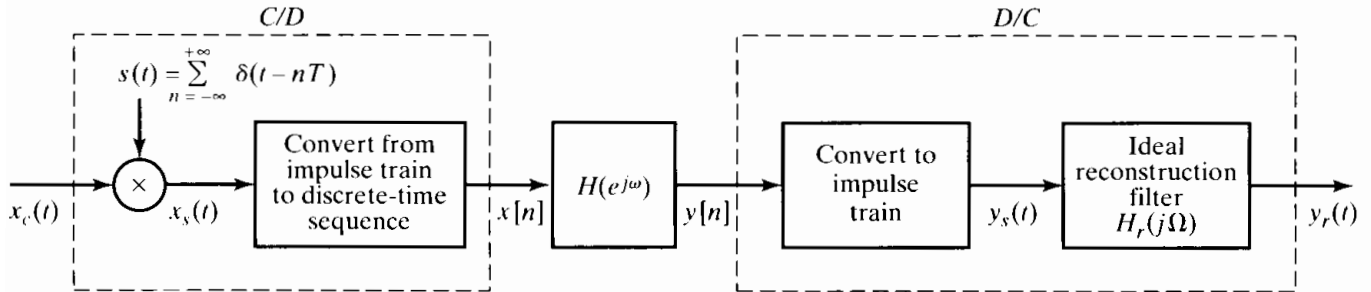 C/D
D/C
s(t) = +∞ Σ n = −∞ δ(t − nT)
×
Convert from
impulse train
to discrete-time
sequence
H(e^{jω})
Convert to
impulse
train
Ideal
reconstruction
filter
H_r(jΩ)
x_c(t)
x_s(t)
x[n]
y[n]
y_s(t)
y_r(t)